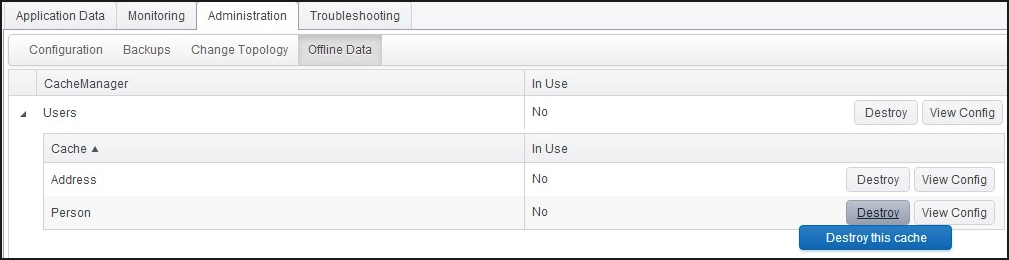 Application Data Monitoring Administration Troubleshooting
Configuration Backups Change Topology Offline Data
CacheManager In Use
Users No Destroy View Config
Cache In Use
Address No Destroy View Config
Person No Destroy View Config
Destroy this cache